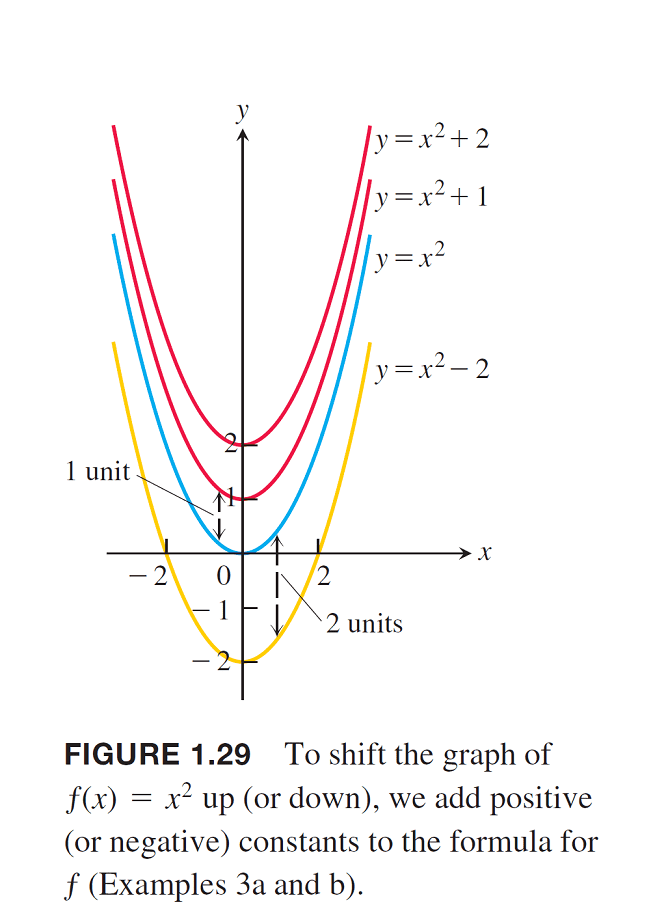 y
y = x² + 2
y = x² + 1
y = x²
y = x² – 2
2
1 unit
1
x
– 2
0
2
– 1
2 units
– 2
FIGURE 1.29 To shift the graph of
f(x) = x² up (or down), we add positive
(or negative) constants to the formula for
f (Examples 3a and b).